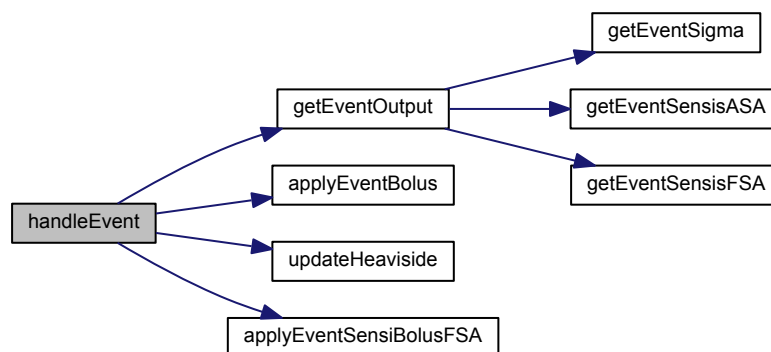 handleEvent
getEventOutput
getEventSigma
getEventSensisASA
getEventSensisFSA
applyEventBolus
updateHeaviside
applyEventSensiBolusFSA